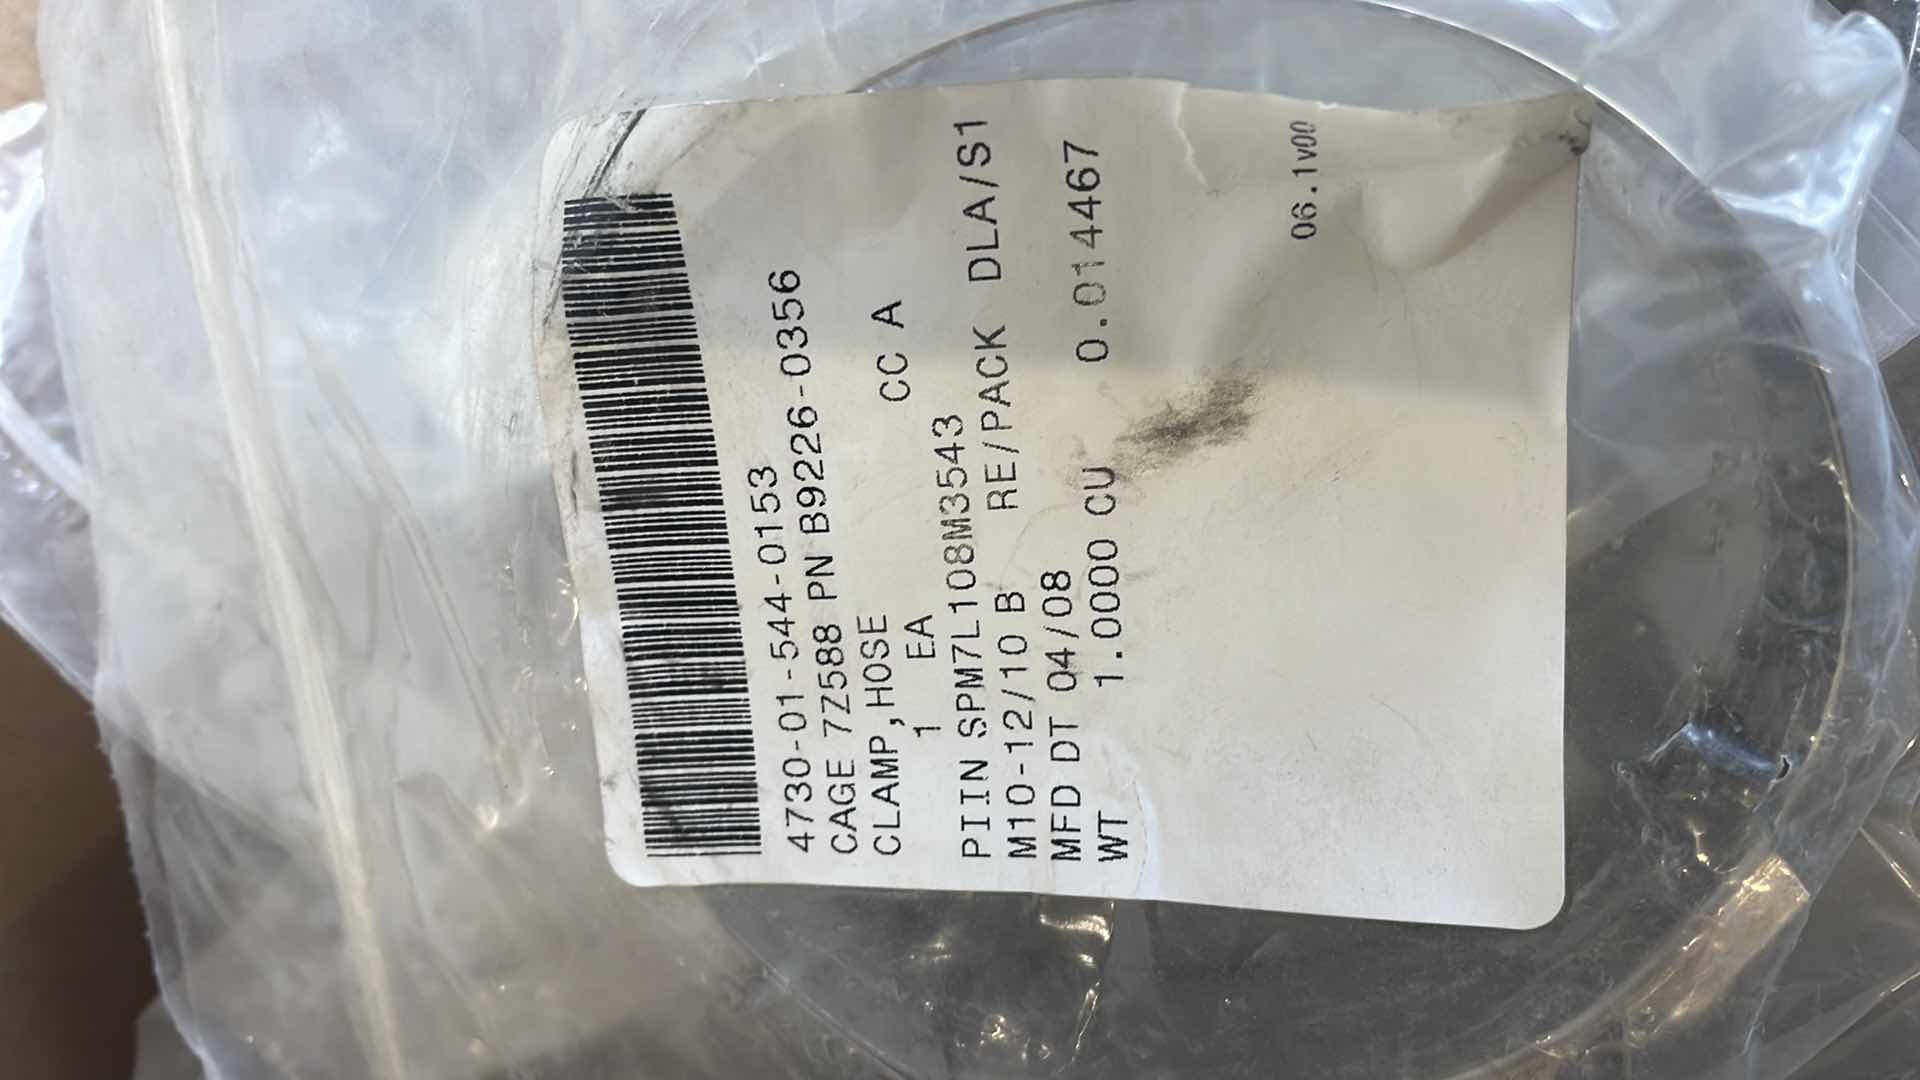 4730-01-544-0153
CAGE 7Z588 PN B9226-0356
CLAMP,HOSE CC A
1 EA
PIIN SPM7L108M3543
M10-12/10 B RE/PACK DLA/S1
MFD DT 04/08
WT 1.0000 CU 0.014467
06.1v00